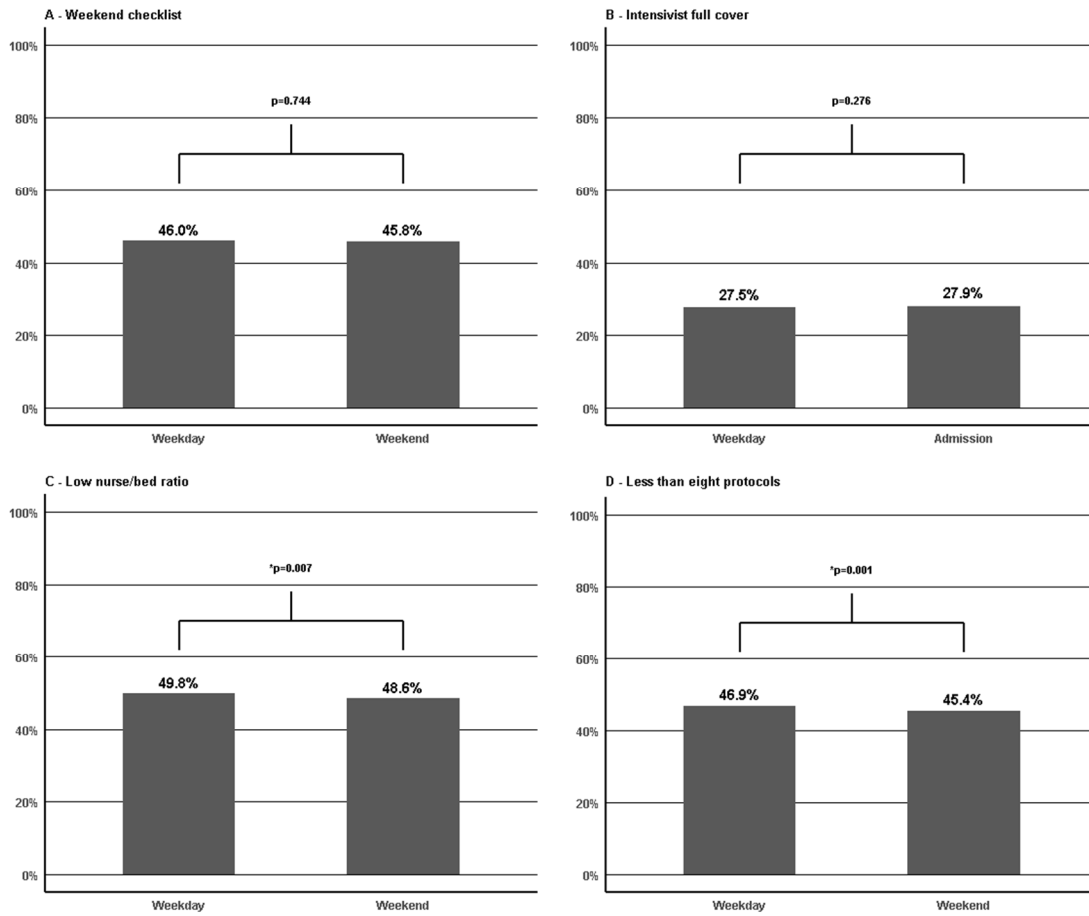 A - Weekend checklist
100%
80%
60%
40%
20%
0%
p=0.744
46.0%
45.8%
Weekday
Weekend
B - Intensivist full cover
100%
80%
60%
40%
20%
0%
p=0.276
27.5%
27.9%
Weekday
Admission
C - Low nurse/bed ratio
100%
80%
60%
40%
20%
0%
*p=0.007
49.8%
48.6%
Weekday
Weekend
D - Less than eight protocols
100%
80%
60%
40%
20%
0%
*p=0.001
46.9%
45.4%
Weekday
Weekend